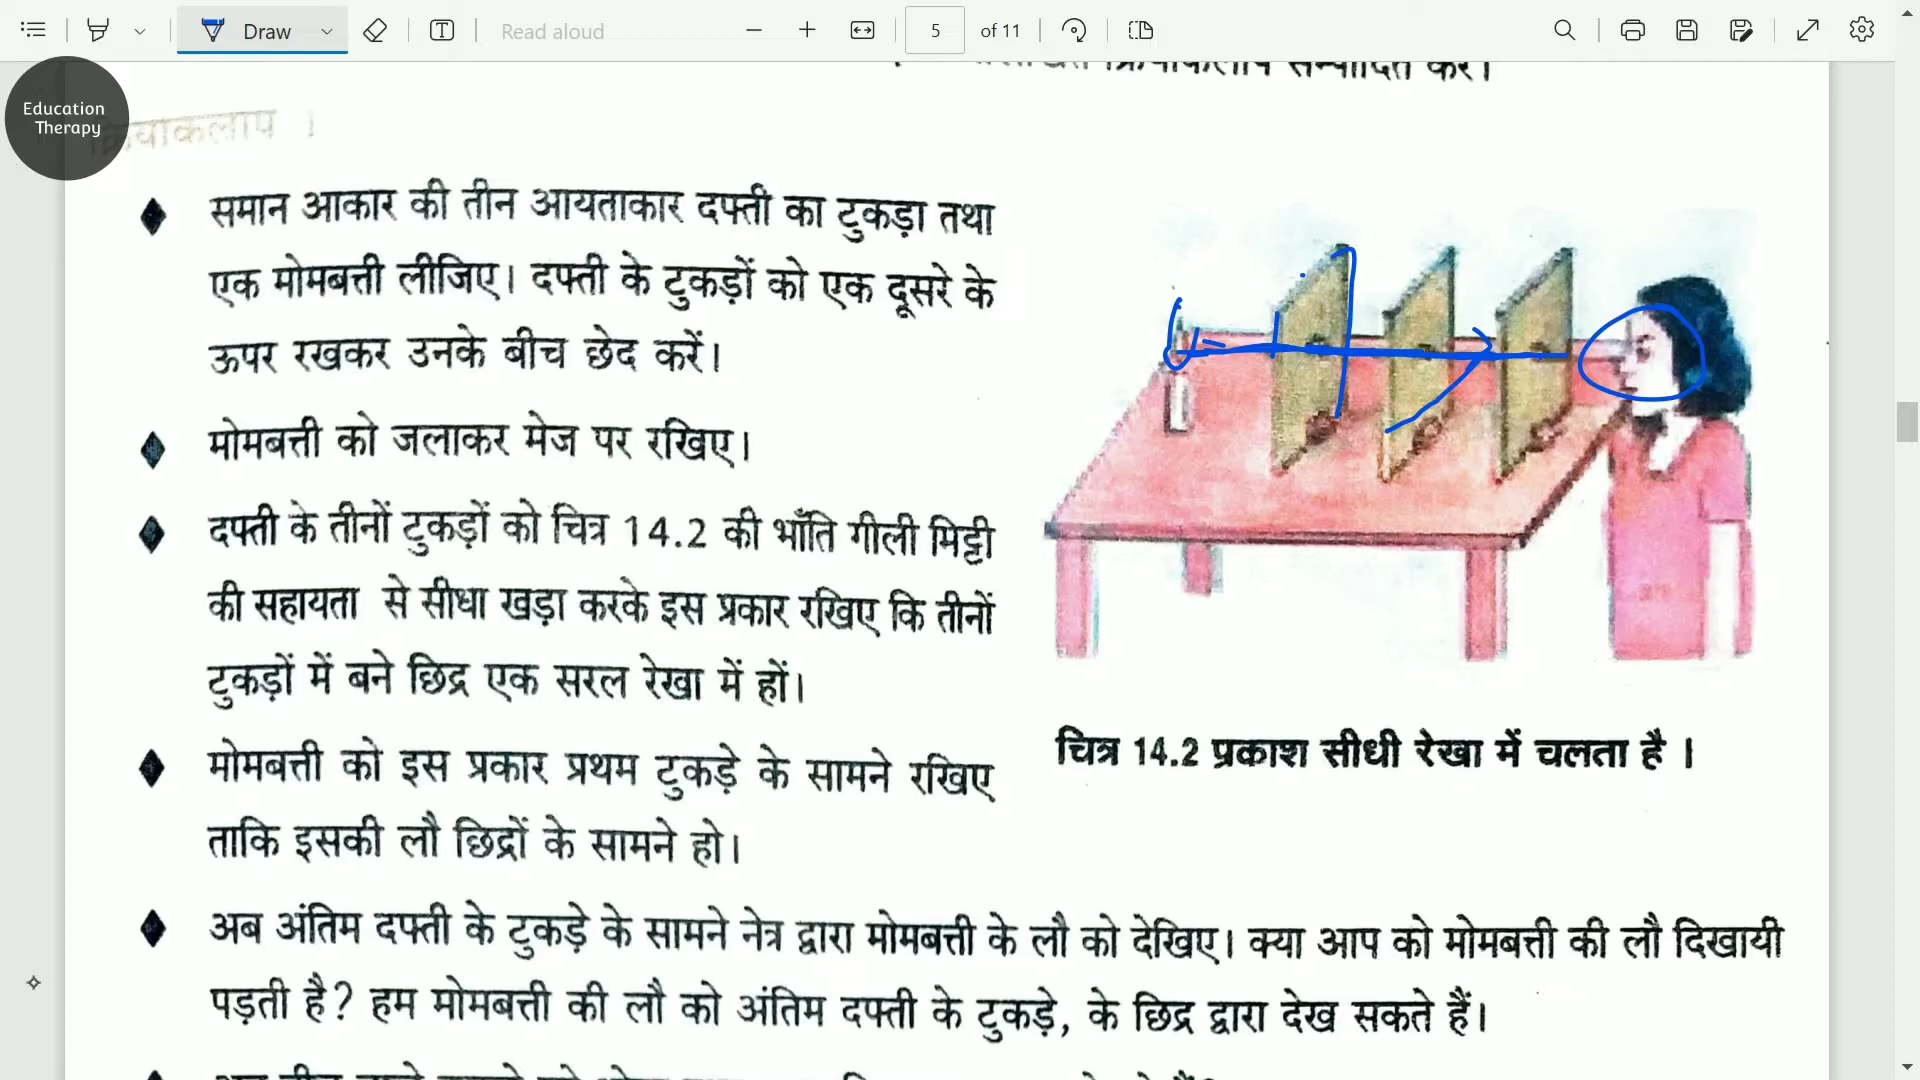 Draw
Read aloud
5
of 11
Education
Therapy
सम्पादित करें।
क्रियाकलाप ।
समान आकार की तीन आयताकार दफ्ती का टुकड़ा तथा
एक मोमबत्ती लीजिए। दफ्ती के टुकड़ों को एक दूसरे के
ऊपर रखकर उनके बीच छेद करें।
मोमबत्ती को जलाकर मेज पर रखिए।
दफ्ती के तीनों टुकड़ों को चित्र 14.2 की भाँति गीली मिट्टी
की सहायता से सीधा खड़ा करके इस प्रकार रखिए कि तीनों
टुकड़ों में बने छिद्र एक सरल रेखा में हों।
मोमबत्ती को इस प्रकार प्रथम टुकड़े के सामने रखिए
ताकि इसकी लौ छिद्रों के सामने हो।
चित्र 14.2 प्रकाश सीधी रेखा में चलता है ।
अब अंतिम दफ्ती के टुकड़े के सामने नेत्र द्वारा मोमबत्ती के लौ को देखिए। क्या आप को मोमबत्ती की लौ दिखायी
पड़ती है? हम मोमबत्ती की लौ को अंतिम दफ्ती के टुकड़े, के छिद्र द्वारा देख सकते हैं।